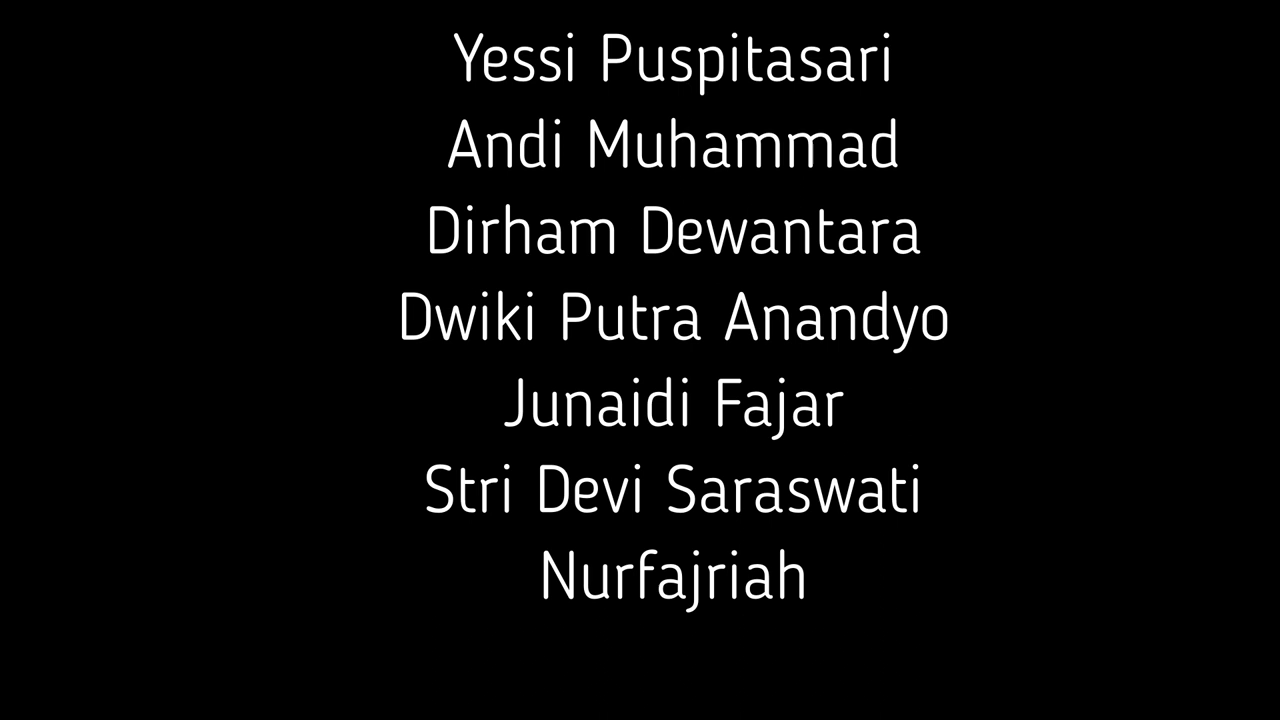 Yessi Puspitasari
Andi Muhammad
Dirham Dewantara
Dwiki Putra Anandyo
Junaidi Fajar
Stri Devi Saraswati
Nurfajriah